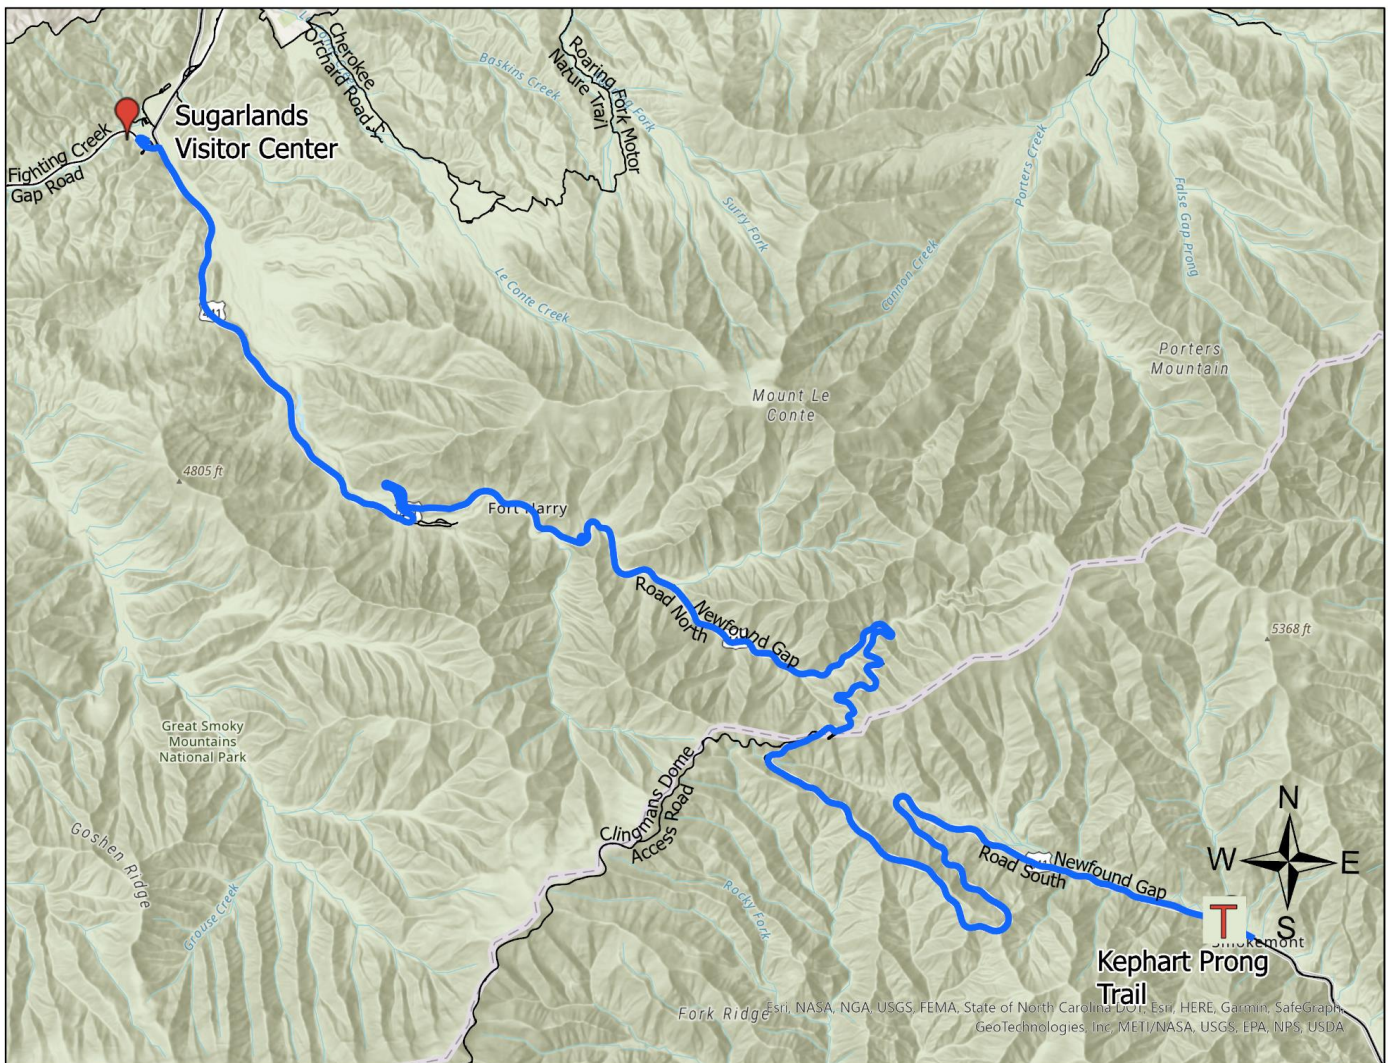 Cherokee
Orchard Road
Baskins Creek
Roaring Fork Motor
Nature Trail
Sugarlands
Visitor Center
Fighting Creek
Gap Road
Porters Creek
False Gap Prong
Surry Fork
Cannon Creek
Le Conte Creek
Porters
Mountain
Mount Le
Conte
4805 ft
Fort Harry
Newfound Gap
Road North
5368 ft
Great Smoky
Mountains
National Park
Clingmans Dome
Access Road
N
W
E
S
Goshen Ridge
Grouse Creek
Rocky Fork
Newfound Gap
Road South
T
Smokemont
Kephart Prong
Trail
Fork Ridge
Esri, NASA, NGA, USGS, FEMA, State of North Carolina DOT, Esri, HERE, Garmin, SafeGraph,
GeoTechnologies, Inc, METI/NASA, USGS, EPA, NPS, USDA